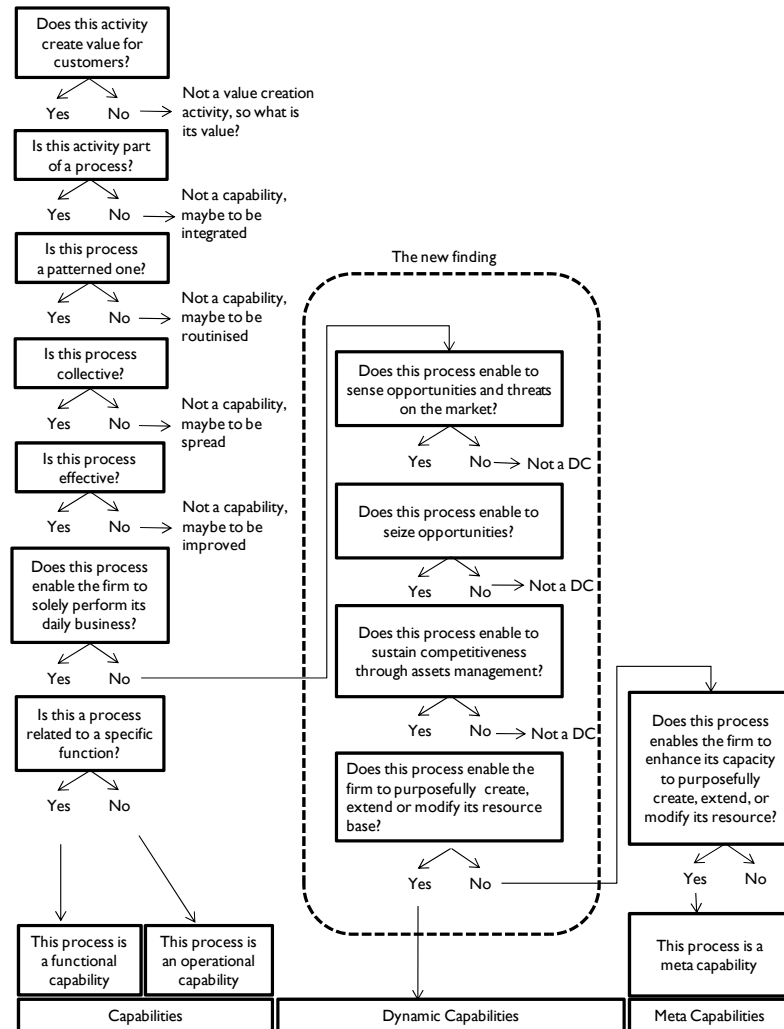 Does this activity
create value for
customers?
Yes
No
Not a value creation
activity, so what is
its value?
Is this activity part
of a process?
Yes
No
Not a capability,
maybe to be
integrated
Is this process
a patterned one?
Yes
No
Not a capability,
maybe to be
routinised
Is this process
collective?
Yes
No
Not a capability,
maybe to be
spread
Is this process
effective?
Yes
No
Not a capability,
maybe to be
improved
Does this process
enable the firm to
solely perform its
daily business?
Yes
No
Is this a process
related to a specific
function?
Yes
No
This process is
a functional
capability
This process is
an operational
capability
Capabilities
The new finding
Does this process enable to
sense opportunities and threats
on the market?
Yes
No
Not a DC
Does this process enable to
seize opportunities?
Yes
No
Not a DC
Does this process enable to
sustain competitiveness
through assets management?
Yes
No
Not a DC
Does this process enable the
firm to purposefully create,
extend or modify its resource
base?
Yes
No
Dynamic Capabilities
Does this process
enables the firm to
enhance its capacity
to purposefully
create, extend, or
modify its resource?
Yes
No
This process is a
meta capability
Meta Capabilities